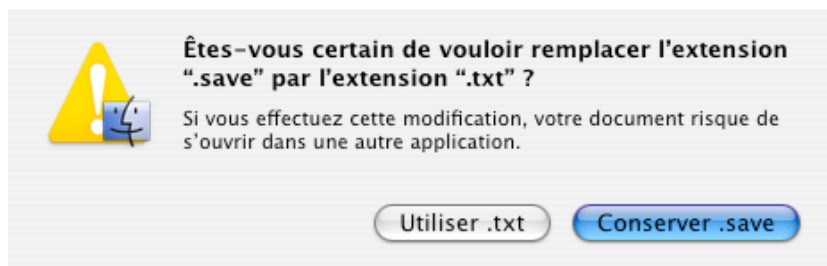 Êtes-vous certain de vouloir remplacer l'extension
“.save” par l'extension “.txt” ?
Si vous effectuez cette modification, votre document risque de
s'ouvrir dans une autre application.
Utiliser .txt
Conserver .save